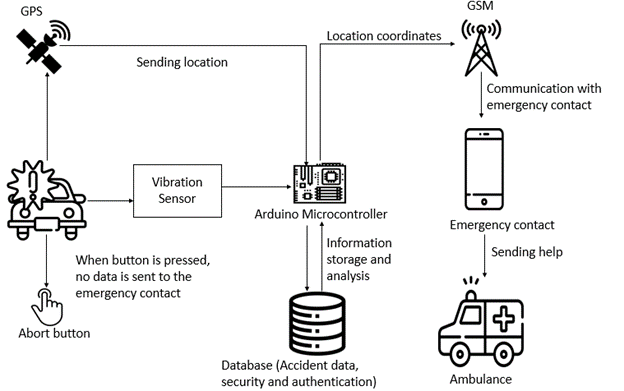 GPS
GSM
Sending location
Location coordinates
Communication with
emergency contact
Vibration
Sensor
Arduino Microcontroller
Emergency contact
When button is pressed,
no data is sent to the
emergency contact
Information
storage and
analysis
Sending help
Abort button
Database (Accident data,
security and authentication)
Ambulance